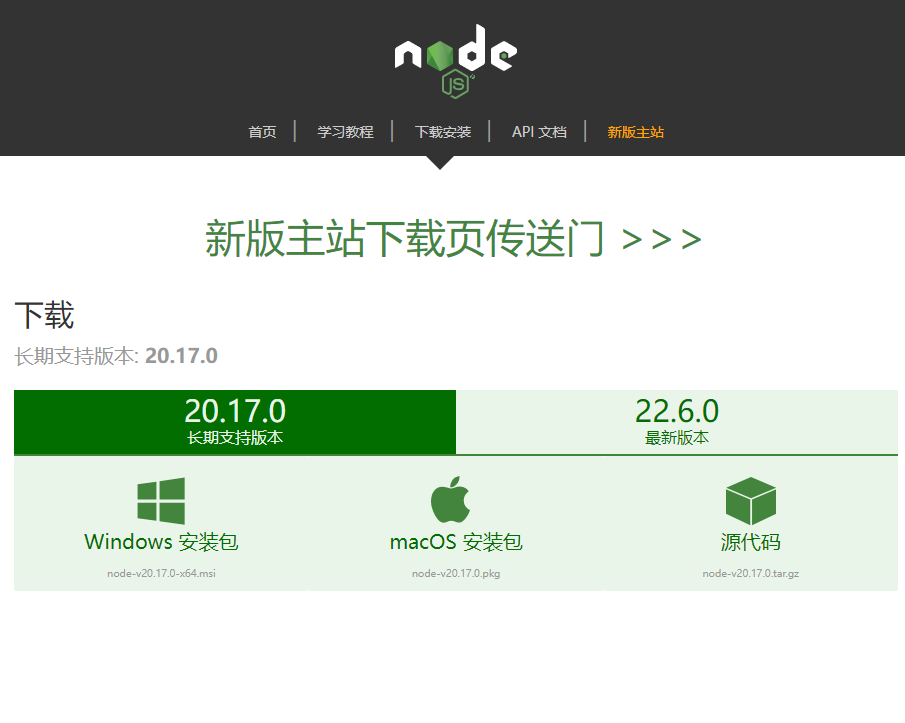 node
JS
首页 学习教程 下载安装 API 文档 新版主站
新版主站下载页传送门 >>>
下载
长期支持版本: 20.17.0
20.17.0
长期支持版本
22.6.0
最新版本
Windows 安装包
node-v20.17.0-x64.msi
macOS 安装包
node-v20.17.0.pkg
源代码
node-v20.17.0.tar.gz